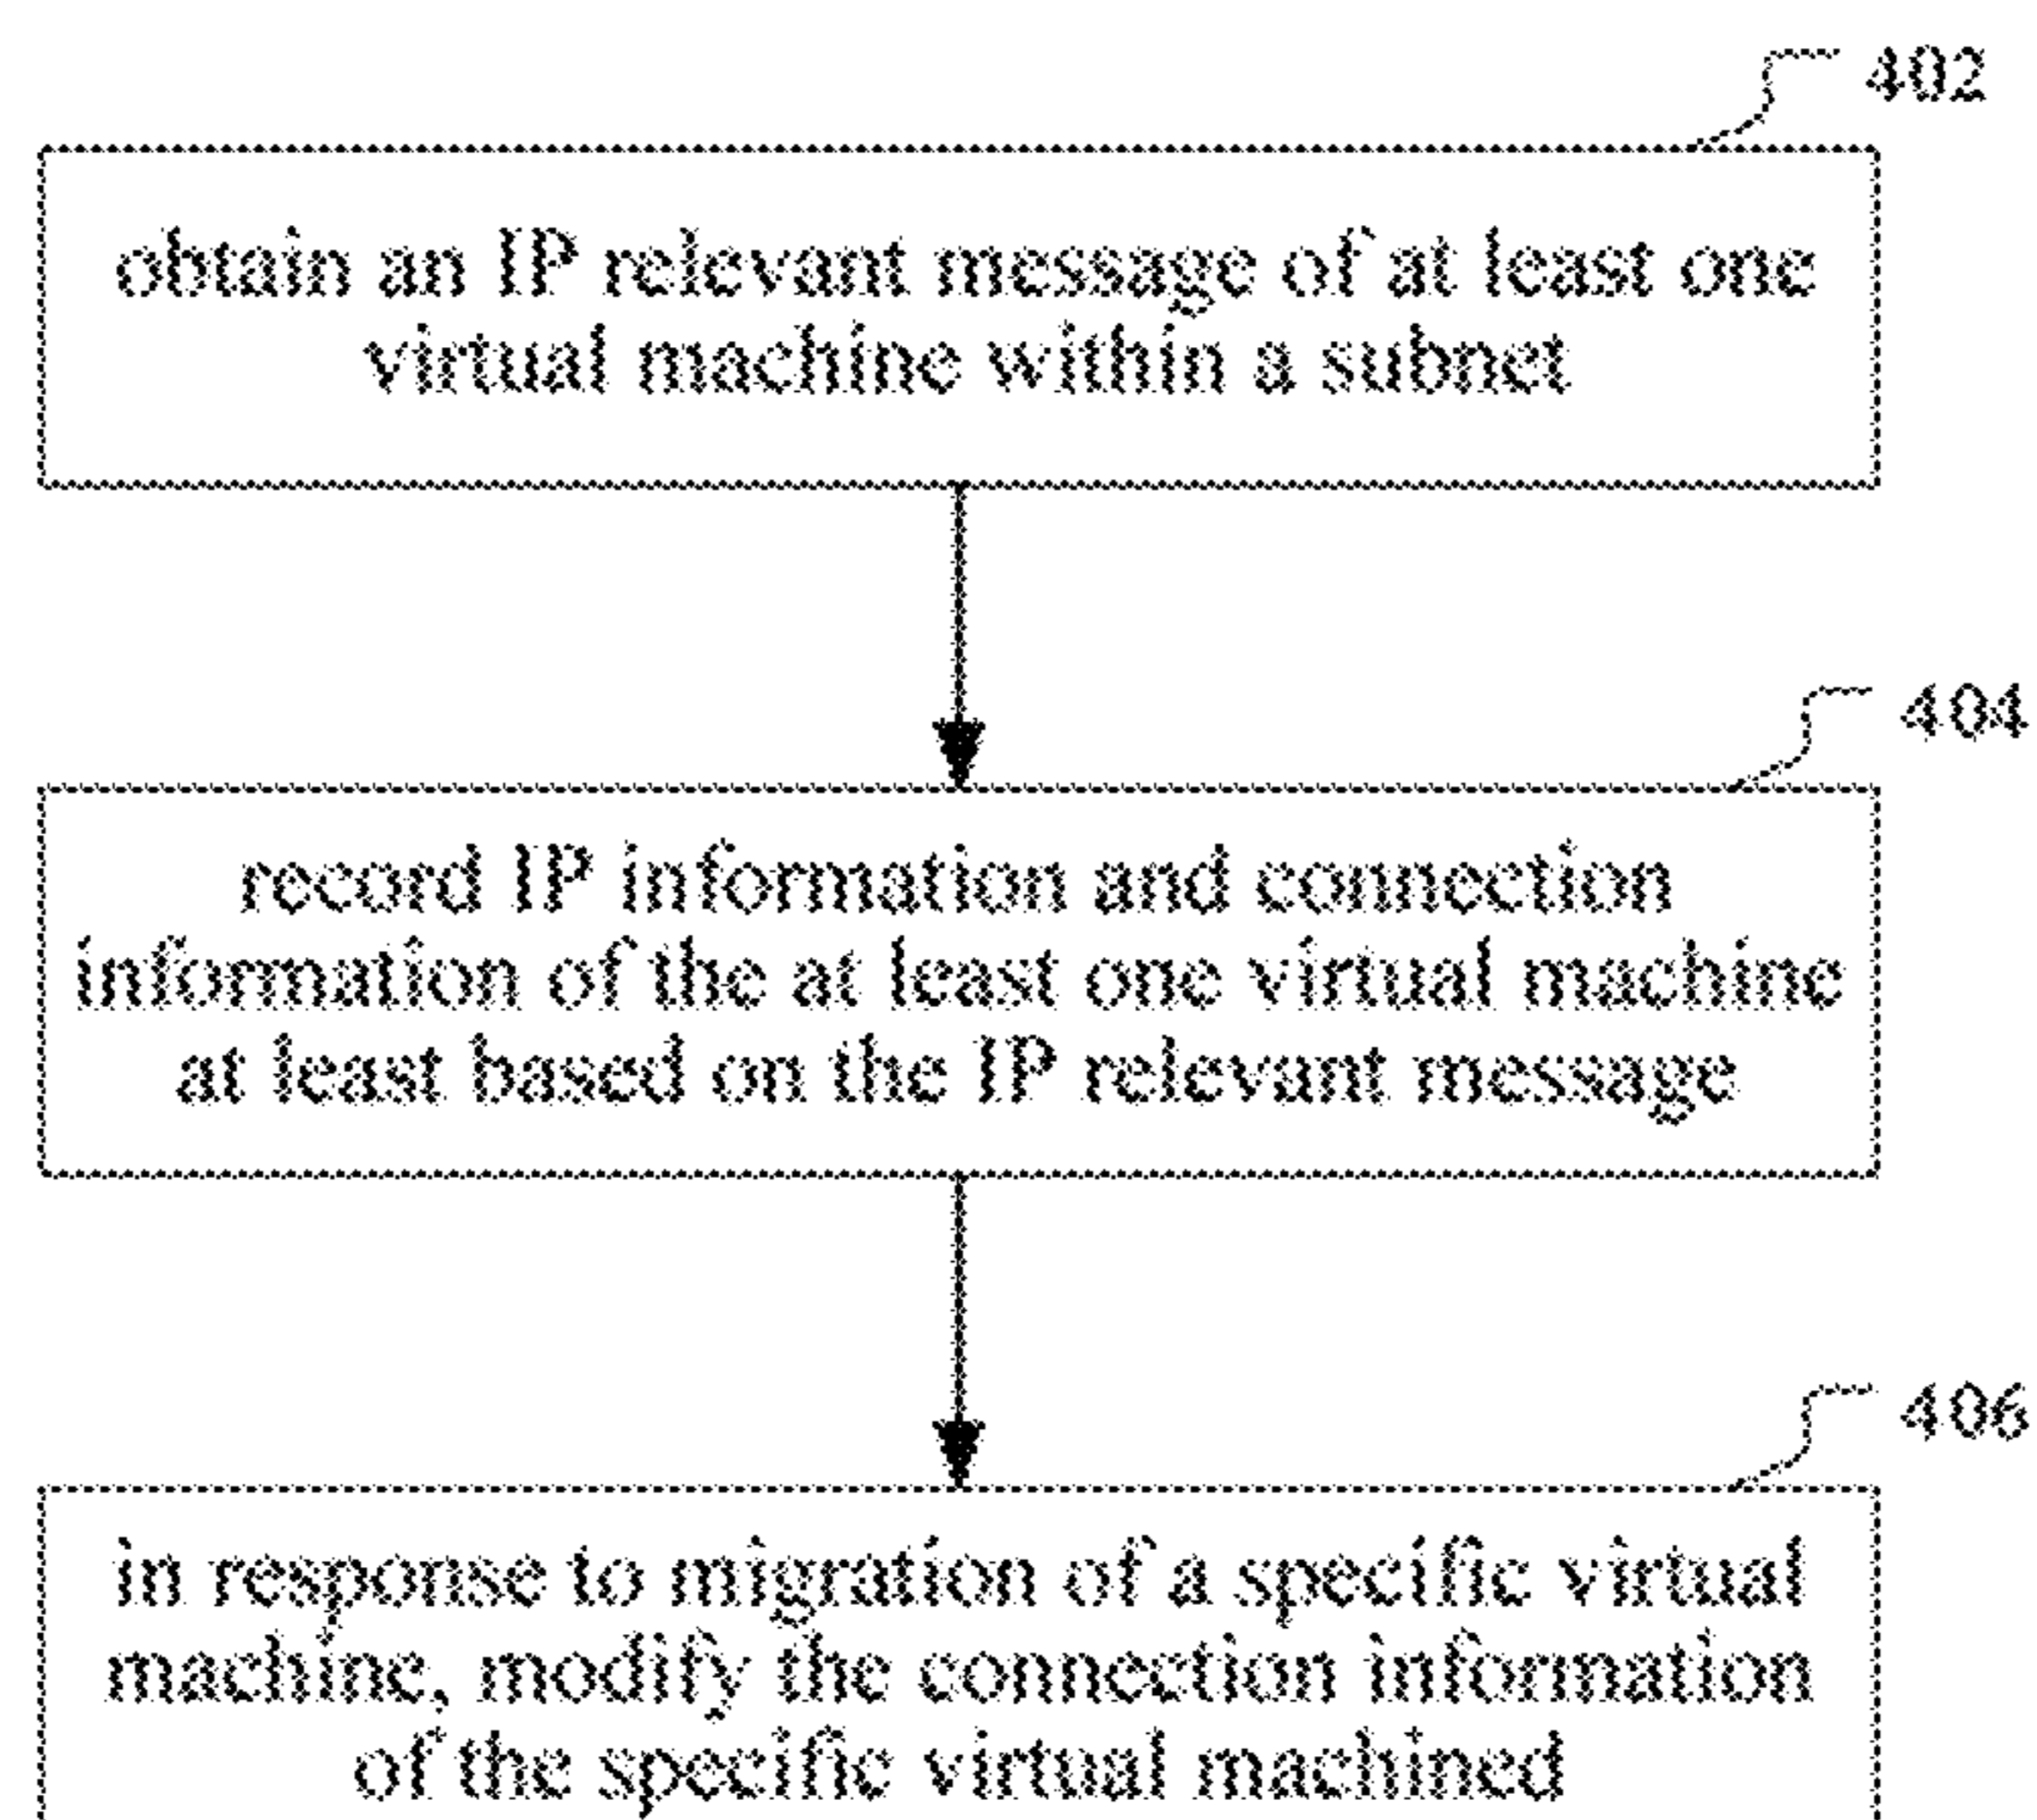 402
obtain an IP relevant message of at least one
virtual machine within a subnet
404
record IP information and connection
information of the at least one virtual machine
at least based on the IP relevant message
406
in response to migration of a specific virtual
machine, modify the connection information
of the specific virtual machined